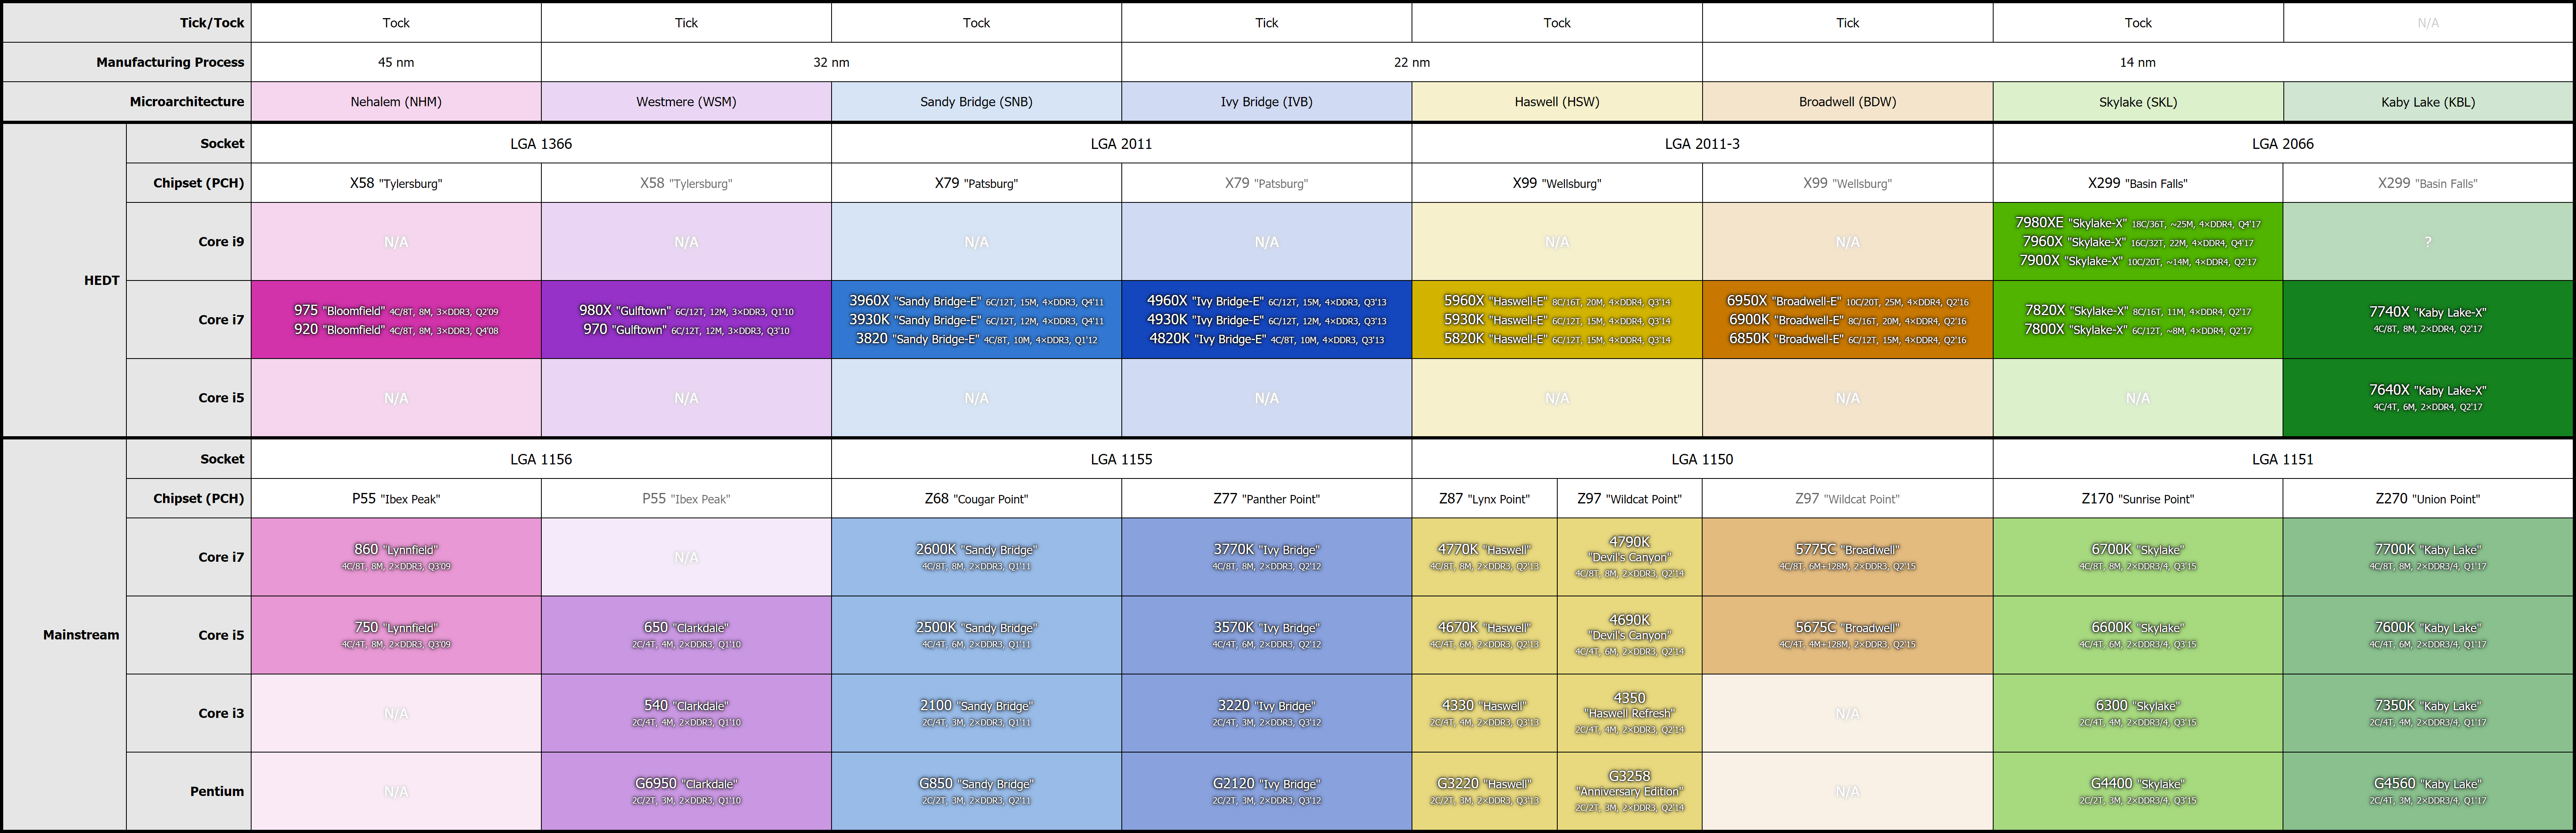 Tick/Tock Tock Tick Tock Tick Tock Tick Tock N/A
Manufacturing Process 45 nm 32 nm 22 nm 14 nm
Microarchitecture Nehalem (NHM) Westmere (WSM) Sandy Bridge (SNB) Ivy Bridge (IVB) Haswell (HSW) Broadwell (BDW) Skylake (SKL) Kaby Lake (KBL)
HEDT
Socket LGA 1366 LGA 2011 LGA 2011-3 LGA 2066
Chipset (PCH) X58 "Tylersburg" X58 "Tylersburg" X79 "Patsburg" X79 "Patsburg" X99 "Wellsburg" X99 "Wellsburg" X299 "Basin Falls" X299 "Basin Falls"
Core i9 N/A N/A N/A N/A N/A N/A
7980XE "Skylake-X" 18C/36T, ~25M, 4×DDR4, Q4'17
7960X "Skylake-X" 16C/32T, 22M, 4×DDR4, Q4'17
7900X "Skylake-X" 10C/20T, ~14M, 4×DDR4, Q2'17
?
Core i7
975 "Bloomfield" 4C/8T, 8M, 3×DDR3, Q2'09
920 "Bloomfield" 4C/8T, 8M, 3×DDR3, Q4'08
980X "Gulftown" 6C/12T, 12M, 3×DDR3, Q1'10
970 "Gulftown" 6C/12T, 12M, 3×DDR3, Q3'10
3960X "Sandy Bridge-E" 6C/12T, 15M, 4×DDR3, Q4'11
3930K "Sandy Bridge-E" 6C/12T, 12M, 4×DDR3, Q4'11
3820 "Sandy Bridge-E" 4C/8T, 10M, 4×DDR3, Q1'12
4960X "Ivy Bridge-E" 6C/12T, 15M, 4×DDR3, Q3'13
4930K "Ivy Bridge-E" 6C/12T, 12M, 4×DDR3, Q3'13
4820K "Ivy Bridge-E" 4C/8T, 10M, 4×DDR3, Q3'13
5960X "Haswell-E" 8C/16T, 20M, 4×DDR4, Q3'14
5930K "Haswell-E" 6C/12T, 15M, 4×DDR4, Q3'14
5820K "Haswell-E" 6C/12T, 15M, 4×DDR4, Q3'14
6950X "Broadwell-E" 10C/20T, 25M, 4×DDR4, Q2'16
6900K "Broadwell-E" 8C/16T, 20M, 4×DDR4, Q2'16
6850K "Broadwell-E" 6C/12T, 15M, 4×DDR4, Q2'16
7820X "Skylake-X" 8C/16T, 11M, 4×DDR4, Q2'17
7800X "Skylake-X" 6C/12T, ~8M, 4×DDR4, Q2'17
7740X "Kaby Lake-X"
4C/8T, 8M, 2×DDR4, Q2'17
Core i5 N/A N/A N/A N/A N/A N/A N/A
7640X "Kaby Lake-X"
4C/4T, 6M, 2×DDR4, Q2'17
Mainstream
Socket LGA 1156 LGA 1155 LGA 1150 LGA 1151
Chipset (PCH) P55 "Ibex Peak" P55 "Ibex Peak" Z68 "Cougar Point" Z77 "Panther Point" Z87 "Lynx Point" Z97 "Wildcat Point" Z97 "Wildcat Point" Z170 "Sunrise Point" Z270 "Union Point"
Core i7
860 "Lynnfield"
4C/8T, 8M, 2×DDR3, Q3'09
N/A
2600K "Sandy Bridge"
4C/8T, 8M, 2×DDR3, Q1'11
3770K "Ivy Bridge"
4C/8T, 8M, 2×DDR3, Q2'12
4770K "Haswell"
4C/8T, 8M, 2×DDR3, Q2'13
4790K
"Devil's Canyon"
4C/8T, 8M, 2×DDR3, Q2'14
5775C "Broadwell"
4C/8T, 6M+128M, 2×DDR3, Q2'15
6700K "Skylake"
4C/8T, 8M, 2×DDR3/4, Q3'15
7700K "Kaby Lake"
4C/8T, 8M, 2×DDR3/4, Q1'17
Core i5
750 "Lynnfield"
4C/4T, 8M, 2×DDR3, Q3'09
650 "Clarkdale"
2C/4T, 4M, 2×DDR3, Q1'10
2500K "Sandy Bridge"
4C/4T, 6M, 2×DDR3, Q1'11
3570K "Ivy Bridge"
4C/4T, 6M, 2×DDR3, Q2'12
4670K "Haswell"
4C/4T, 6M, 2×DDR3, Q2'13
4690K
"Devil's Canyon"
4C/4T, 6M, 2×DDR3, Q2'14
5675C "Broadwell"
4C/4T, 4M+128M, 2×DDR3, Q2'15
6600K "Skylake"
4C/4T, 6M, 2×DDR3/4, Q3'15
7600K "Kaby Lake"
4C/4T, 6M, 2×DDR3/4, Q1'17
Core i3
N/A
540 "Clarkdale"
2C/4T, 4M, 2×DDR3, Q1'10
2100 "Sandy Bridge"
2C/4T, 3M, 2×DDR3, Q1'11
3220 "Ivy Bridge"
2C/4T, 3M, 2×DDR3, Q3'12
4330 "Haswell"
2C/4T, 4M, 2×DDR3, Q3'13
4350
"Haswell Refresh"
2C/4T, 4M, 2×DDR3, Q2'14
N/A
6300 "Skylake"
2C/4T, 4M, 2×DDR3/4, Q3'15
7350K "Kaby Lake"
2C/4T, 4M, 2×DDR3/4, Q1'17
Pentium
N/A
G6950 "Clarkdale"
2C/2T, 3M, 2×DDR3, Q1'10
G850 "Sandy Bridge"
2C/2T, 3M, 2×DDR3, Q2'11
G2120 "Ivy Bridge"
2C/2T, 3M, 2×DDR3, Q3'12
G3220 "Haswell"
2C/2T, 3M, 2×DDR3, Q3'13
G3258
"Anniversary Edition"
2C/2T, 3M, 2×DDR3, Q2'14
N/A
G4400 "Skylake"
2C/2T, 3M, 2×DDR3/4, Q3'15
G4560 "Kaby Lake"
2C/4T, 3M, 2×DDR3/4, Q1'17